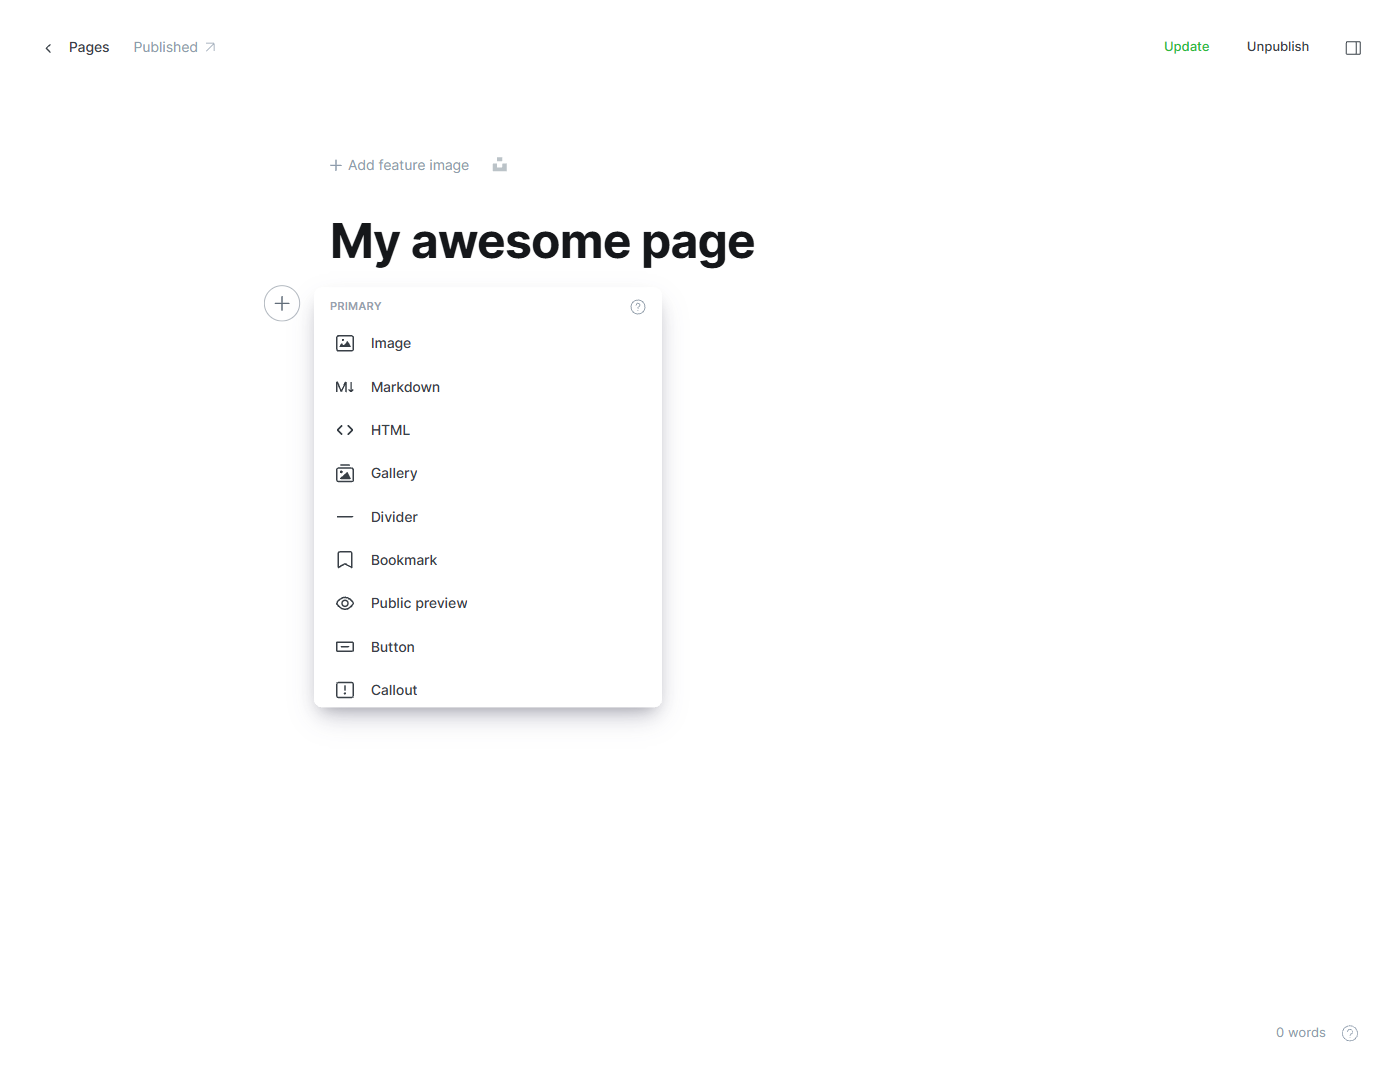 Pages Published Update Unpublish
Add feature image
My awesome page
PRIMARY
Image
Markdown
HTML
Gallery
Divider
Bookmark
Public preview
Button
Callout
0 words